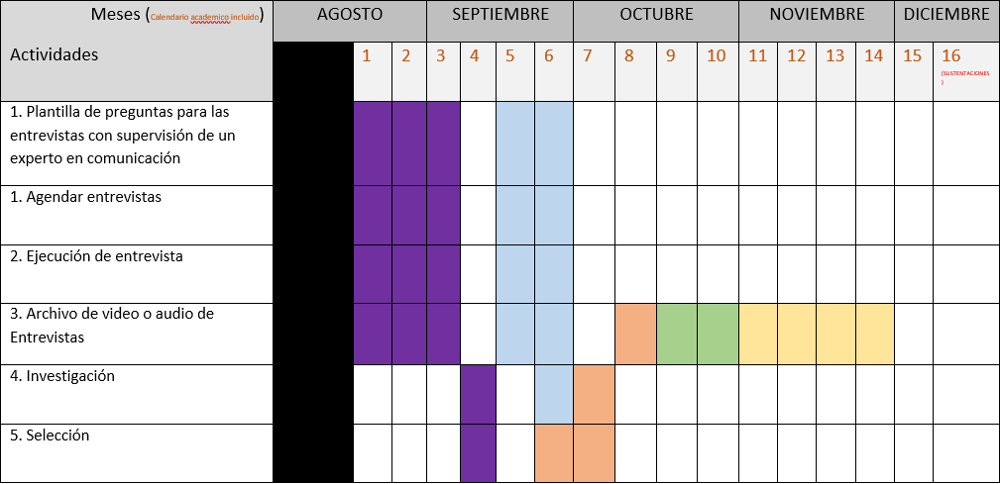 Meses (Calendario academico incluido)
AGOSTO SEPTIEMBRE OCTUBRE NOVIEMBRE DICIEMBRE
Actividades
1 2 3 4 5 6 7 8 9 10 11 12 13 14 15 16
(SUSTENTACIONES
)
1. Plantilla de preguntas para las
entrevistas con supervisión de un
experto en comunicación
1. Agendar entrevistas
2. Ejecución de entrevista
3. Archivo de video o audio de
Entrevistas
4. Investigación
5. Selección